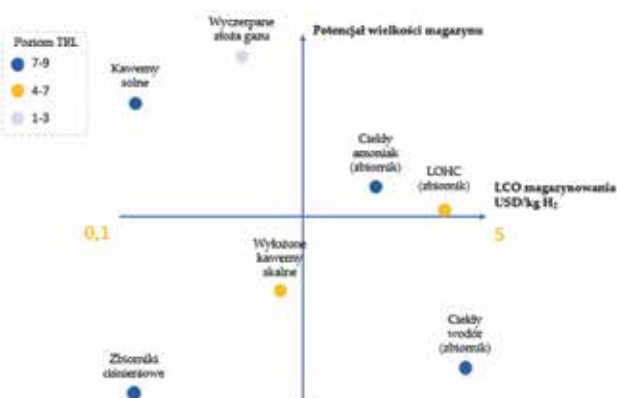 Wyczerpane
złoża gazu
Potencjał wielkości magazynu
Poziom TRL
7-9
4-7
1-3
Kawerny
solne
Ciekły
amoniak
(zbiornik)
LOHC
(zbiornik)
LCO magazynowania
USD/kg H₂
0,1
5
Wyłożone
kawerny
skalne
Ciekły
wodór
(zbiornik)
Zbiorniki
ciśnieniowe